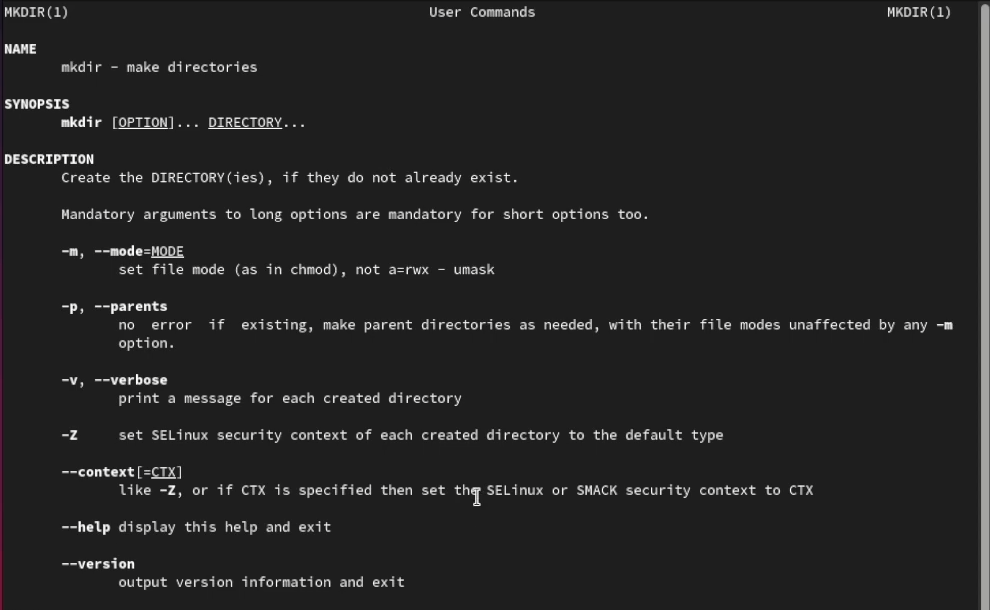 MKDIR(1) User Commands MKDIR(1)
NAME
mkdir - make directories
SYNOPSIS
mkdir [OPTION]... DIRECTORY...
DESCRIPTION
Create the DIRECTORY(ies), if they do not already exist.
Mandatory arguments to long options are mandatory for short options too.
-m, --mode=MODE
set file mode (as in chmod), not a=rwx - umask
-p, --parents
no error if existing, make parent directories as needed, with their file modes unaffected by any -m
option.
-v, --verbose
print a message for each created directory
-Z set SELinux security context of each created directory to the default type
--context[=CTX]
like -Z, or if CTX is specified then set the SELinux or SMACK security context to CTX
--help display this help and exit
--version
output version information and exit